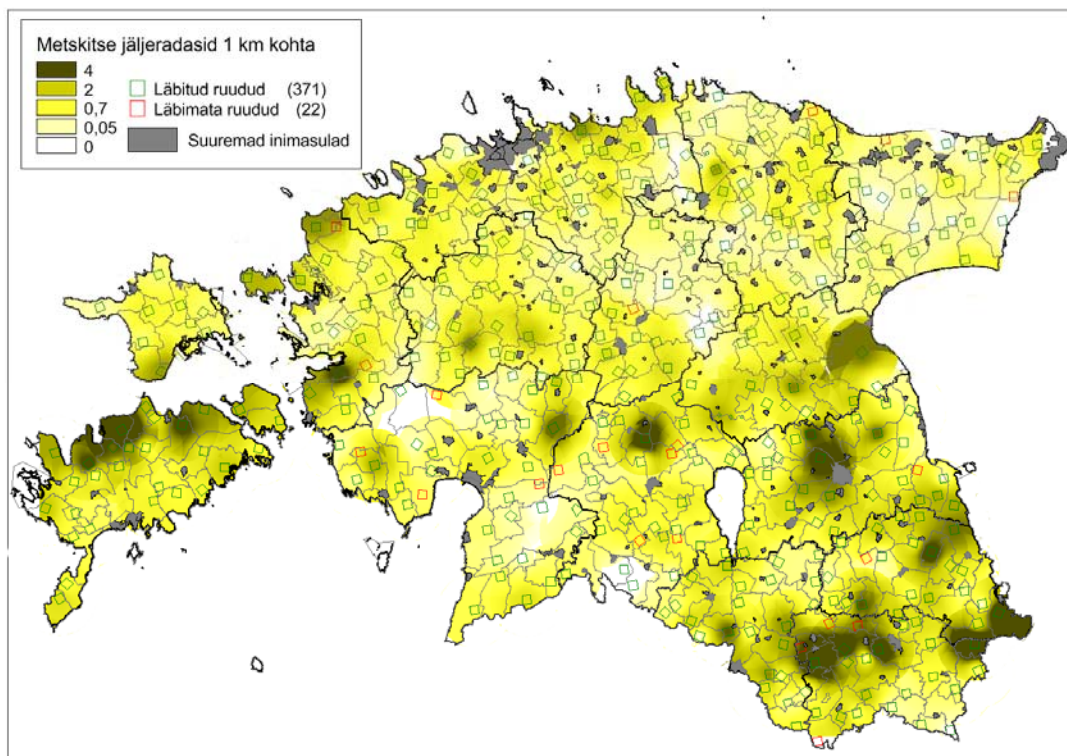 Metskitse jäljeradasid 1 km kohta
4
2
0,7
0,05
0
Läbitud ruudud (371)
Läbimata ruudud (22)
Suuremad inimasulad